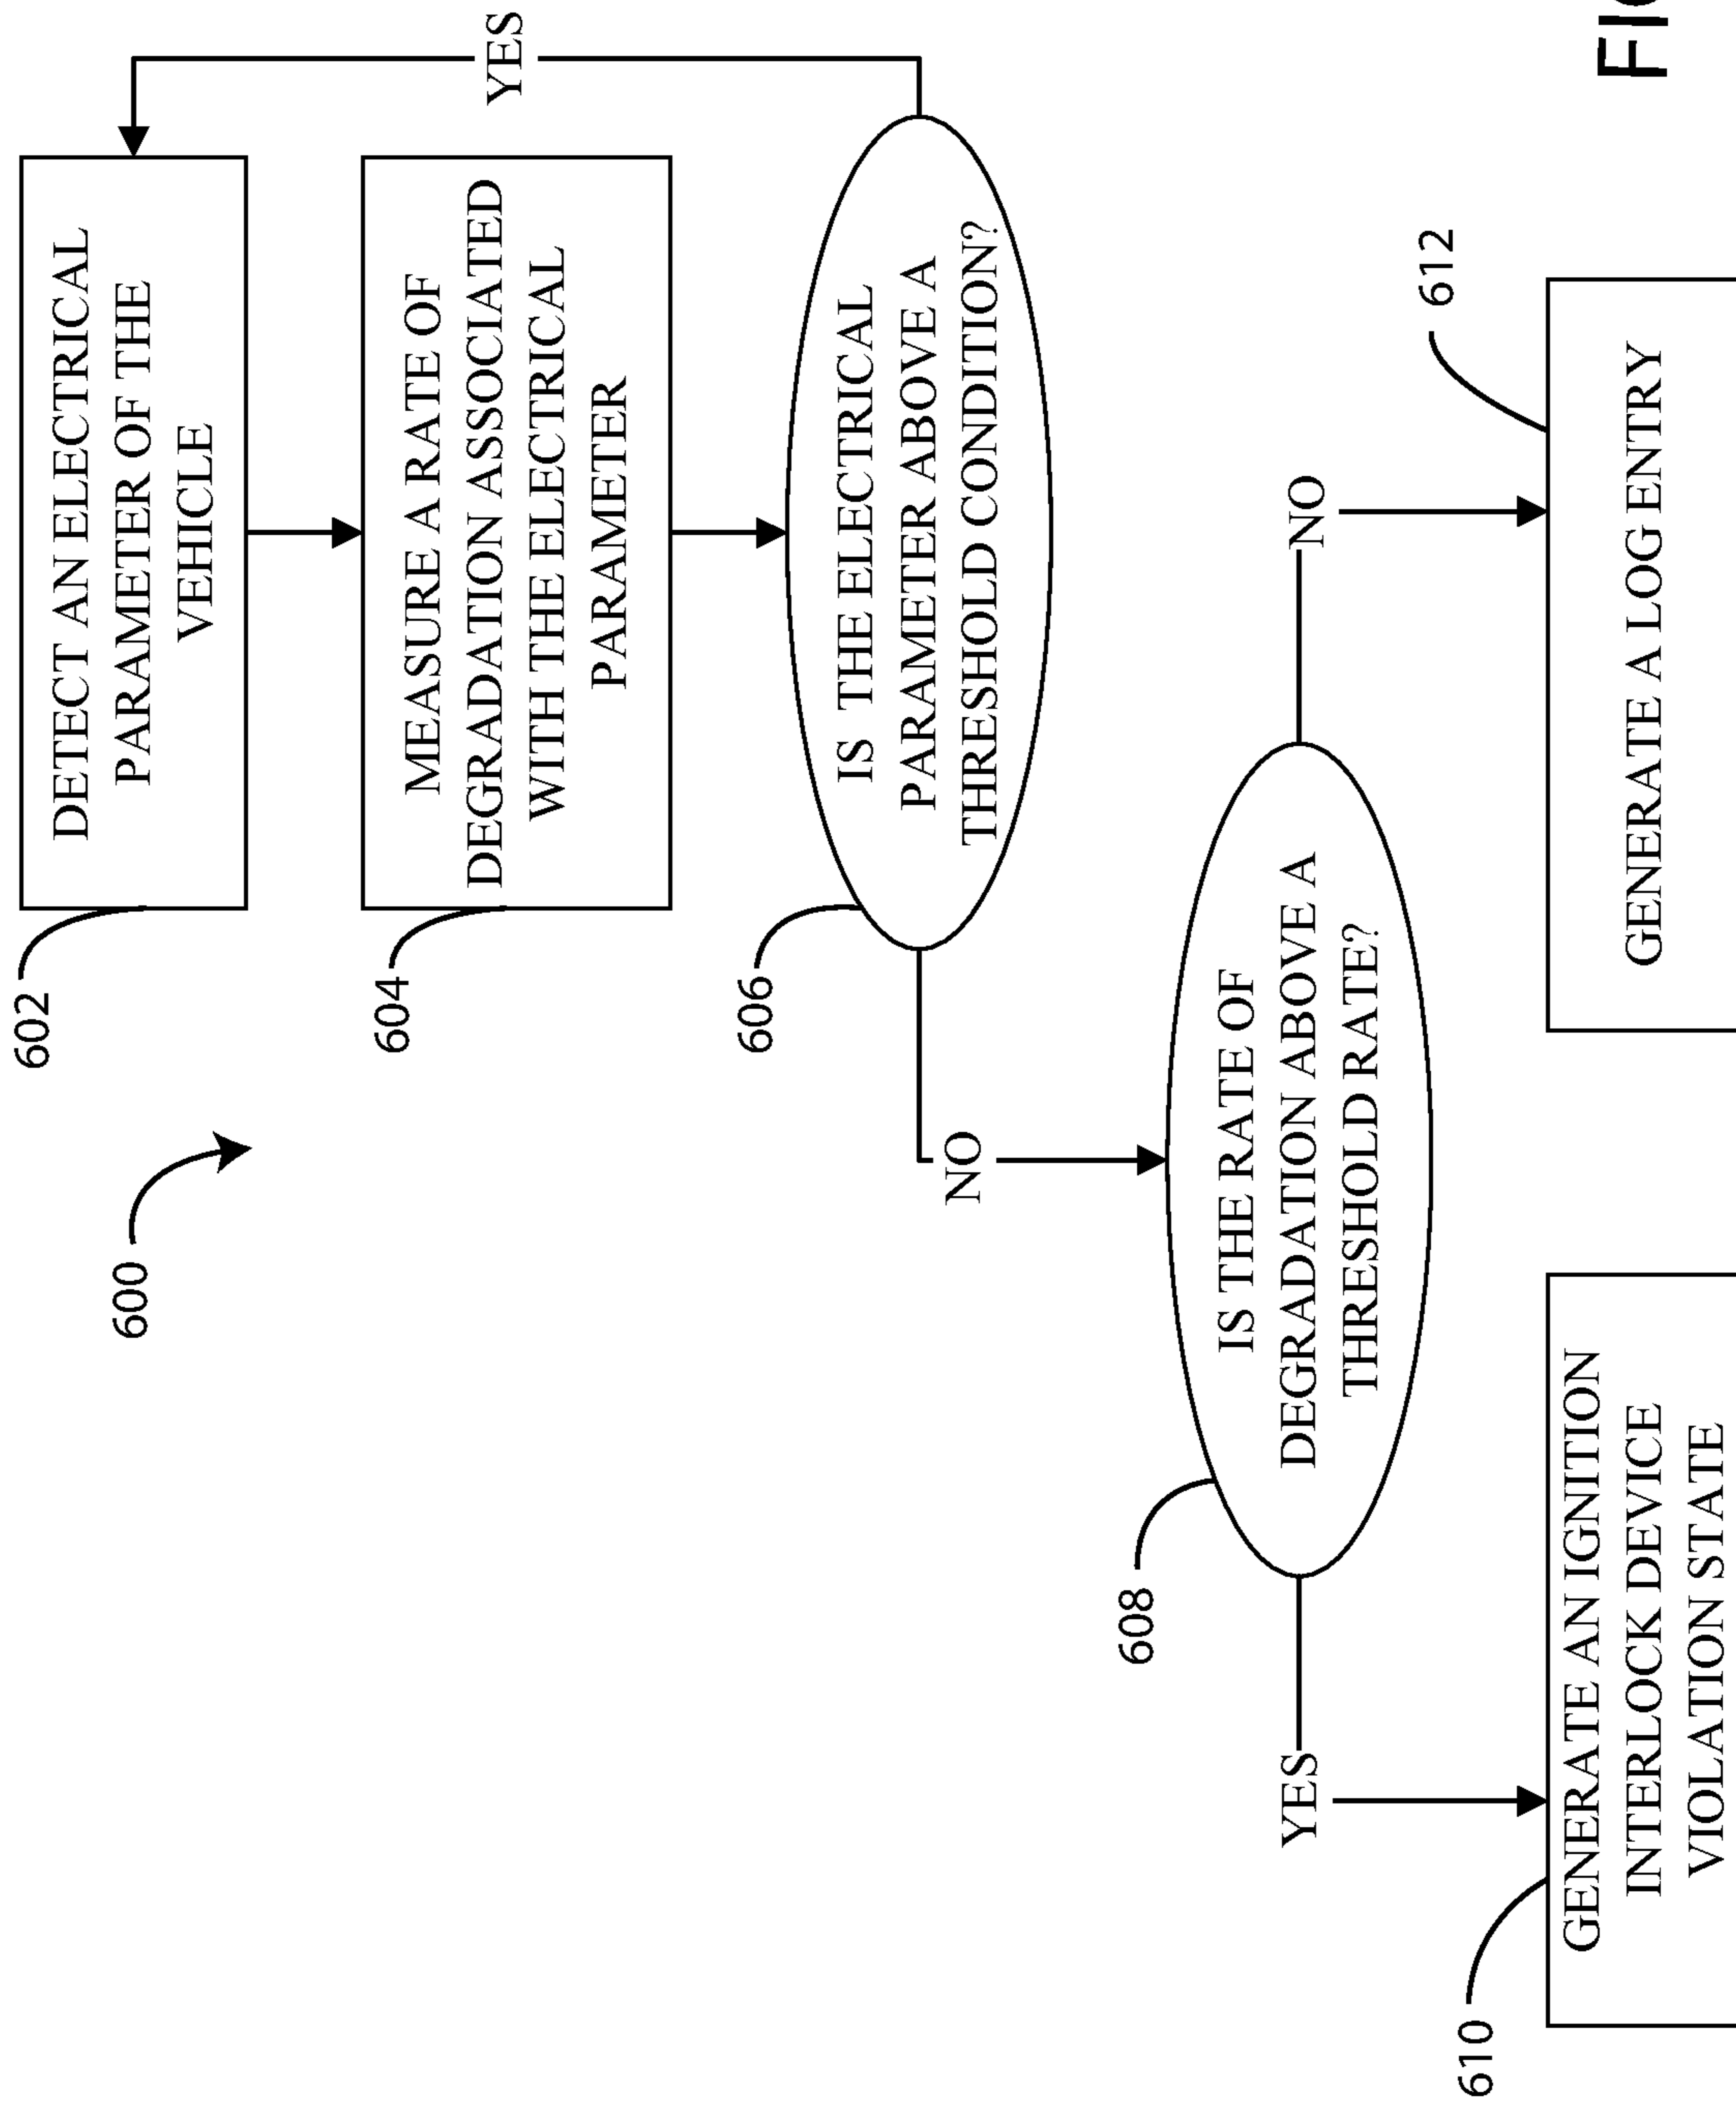 600
602
DETECT AN ELECTRICAL
PARAMETER OF THE
VEHICLE
604
MEASURE A RATE OF
DEGRADATION ASSOCIATED
WITH THE ELECTRICAL
PARAMETER
606
IS THE ELECTRICAL
PARAMETER ABOVE A
THRESHOLD CONDITION?
YES
NO
608
IS THE RATE OF
DEGRADATION ABOVE A
THRESHOLD RATE?
YES
NO
610
GENERATE AN IGNITION
INTERLOCK DEVICE
VIOLATION STATE
612
GENERATE A LOG ENTRY